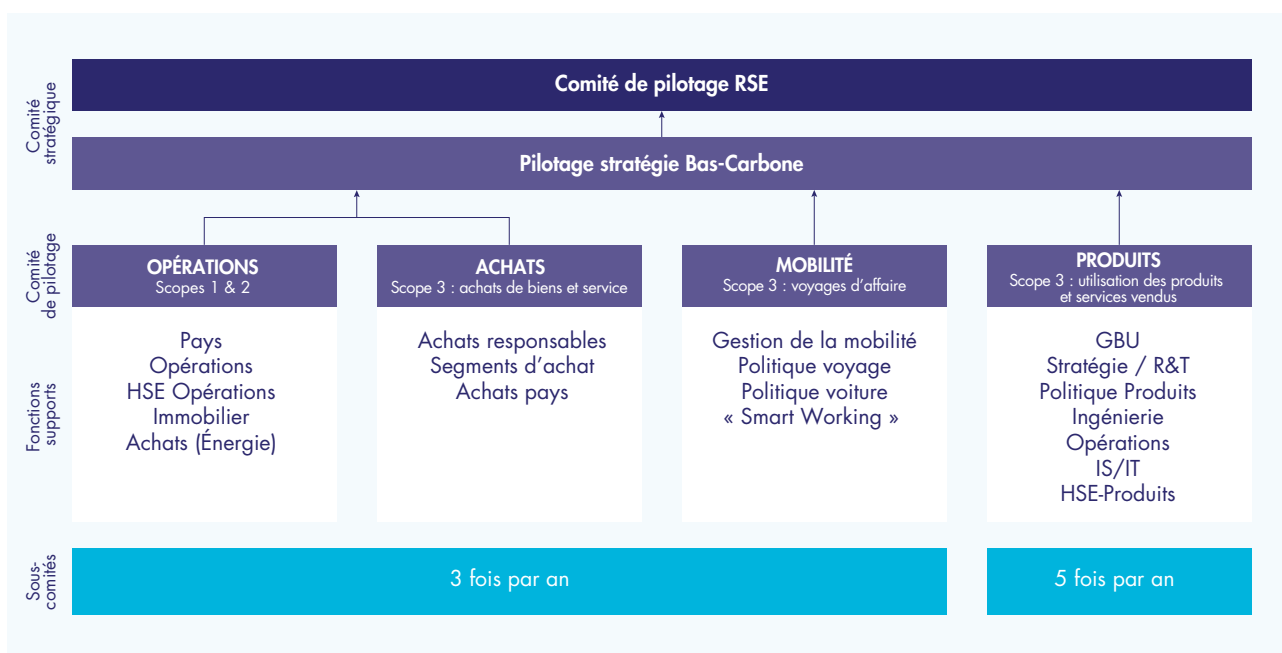 Comité
stratégique
Comité de pilotage RSE
Pilotage stratégie Bas-Carbone
Comité
de pilotage
OPÉRATIONS
Scopes 1 & 2
ACHATS
Scope 3 : achats de biens et service
MOBILITÉ
Scope 3 : voyages d’affaire
PRODUITS
Scope 3 : utilisation des produits
et services vendus
Fonctions
supports
Pays
Opérations
HSE Opérations
Immobilier
Achats (Énergie)
Achats responsables
Segments d’achat
Achats pays
Gestion de la mobilité
Politique voyage
Politique voiture
« Smart Working »
GBU
Stratégie / R&T
Politique Produits
Ingénierie
Opérations
IS/IT
HSE-Produits
Sous-
comités
3 fois par an
5 fois par an